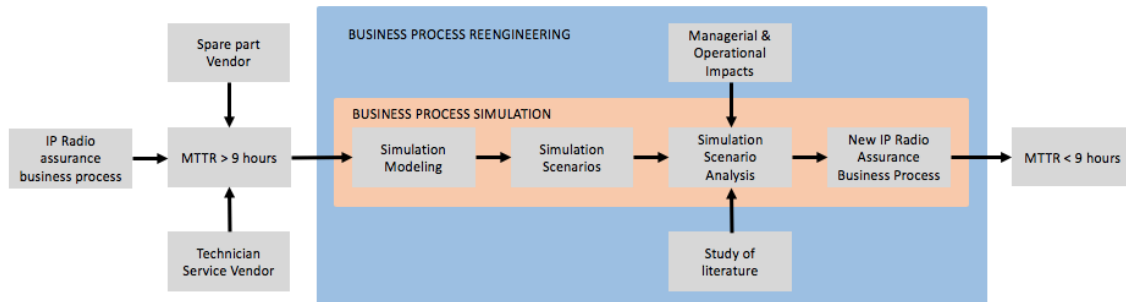 BUSINESS PROCESS REENGINEERING
Spare part
Vendor
Managerial &
Operational
Impacts
BUSINESS PROCESS SIMULATION
IP Radio
assurance
business process
MTTR > 9 hours
Simulation
Modeling
Simulation
Scenarios
Simulation
Scenario
Analysis
New IP Radio
Assurance
Business Process
MTTR < 9 hours
Technician
Service Vendor
Study of
literature